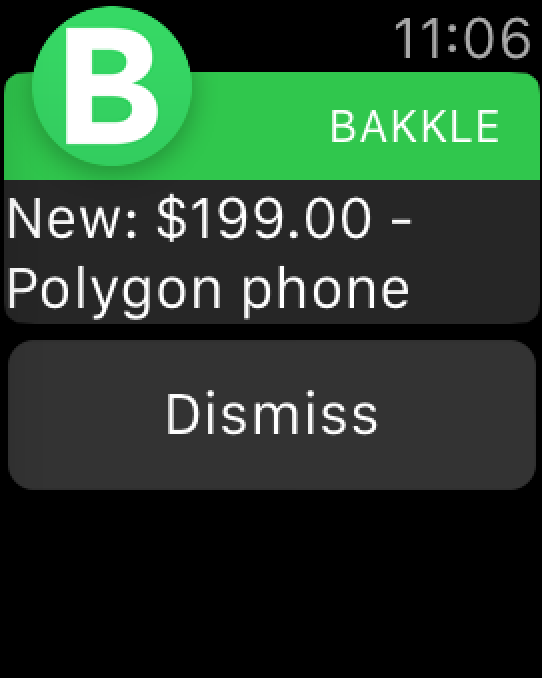 11:06
B
BAKKLE
New: $199.00 -
Polygon phone
Dismiss